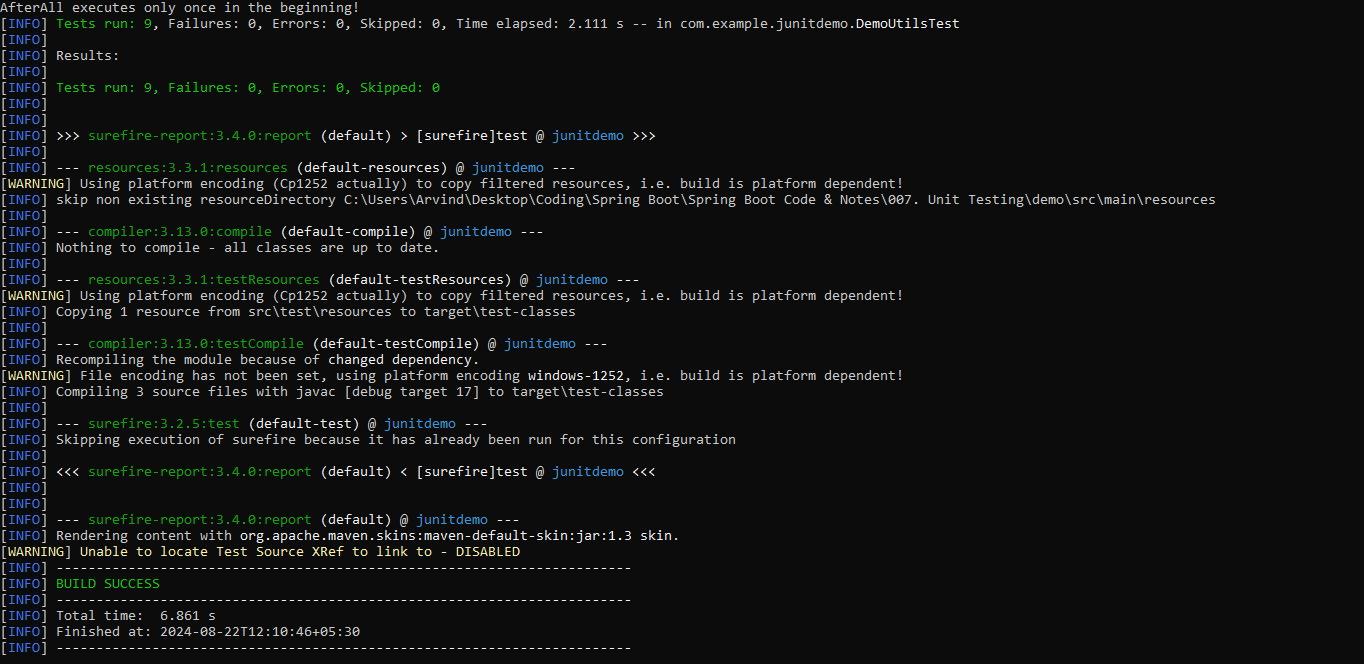 AfterAll executes only once in the beginning!
[INFO] Tests run: 9, Failures: 0, Errors: 0, Skipped: 0, Time elapsed: 2.111 s -- in com.example.junitdemo.DemoUtilsTest
[INFO]
[INFO] Results:
[INFO]
[INFO] Tests run: 9, Failures: 0, Errors: 0, Skipped: 0
[INFO]
[INFO]
[INFO] >>> surefire-report:3.4.0:report (default) > [surefire]test @ junitdemo >>>
[INFO]
[INFO] --- resources:3.3.1:resources (default-resources) @ junitdemo ---
[WARNING] Using platform encoding (Cp1252 actually) to copy filtered resources, i.e. build is platform dependent!
[INFO] skip non existing resourceDirectory C:\Users\Arvind\Desktop\Coding\Spring Boot\Spring Boot Code & Notes\007. Unit Testing\demo\src\main\resources
[INFO]
[INFO] --- compiler:3.13.0:compile (default-compile) @ junitdemo ---
[INFO] Nothing to compile - all classes are up to date.
[INFO]
[INFO] --- resources:3.3.1:testResources (default-testResources) @ junitdemo ---
[WARNING] Using platform encoding (Cp1252 actually) to copy filtered resources, i.e. build is platform dependent!
[INFO] Copying 1 resource from src\test\resources to target\test-classes
[INFO]
[INFO] --- compiler:3.13.0:testCompile (default-testCompile) @ junitdemo ---
[INFO] Recompiling the module because of changed dependency.
[WARNING] File encoding has not been set, using platform encoding windows-1252, i.e. build is platform dependent!
[INFO] Compiling 3 source files with javac [debug target 17] to target\test-classes
[INFO]
[INFO] --- surefire:3.2.5:test (default-test) @ junitdemo ---
[INFO] Skipping execution of surefire because it has already been run for this configuration
[INFO]
[INFO] <<< surefire-report:3.4.0:report (default) < [surefire]test @ junitdemo <<<
[INFO]
[INFO]
[INFO] --- surefire-report:3.4.0:report (default) @ junitdemo ---
[INFO] Rendering content with org.apache.maven.skins:maven-default-skin:jar:1.3 skin.
[WARNING] Unable to locate Test Source XRef to link to - DISABLED
[INFO] ------------------------------------------------------------------------
[INFO] BUILD SUCCESS
[INFO] ------------------------------------------------------------------------
[INFO] Total time:  6.861 s
[INFO] Finished at: 2024-08-22T12:10:46+05:30
[INFO] ------------------------------------------------------------------------